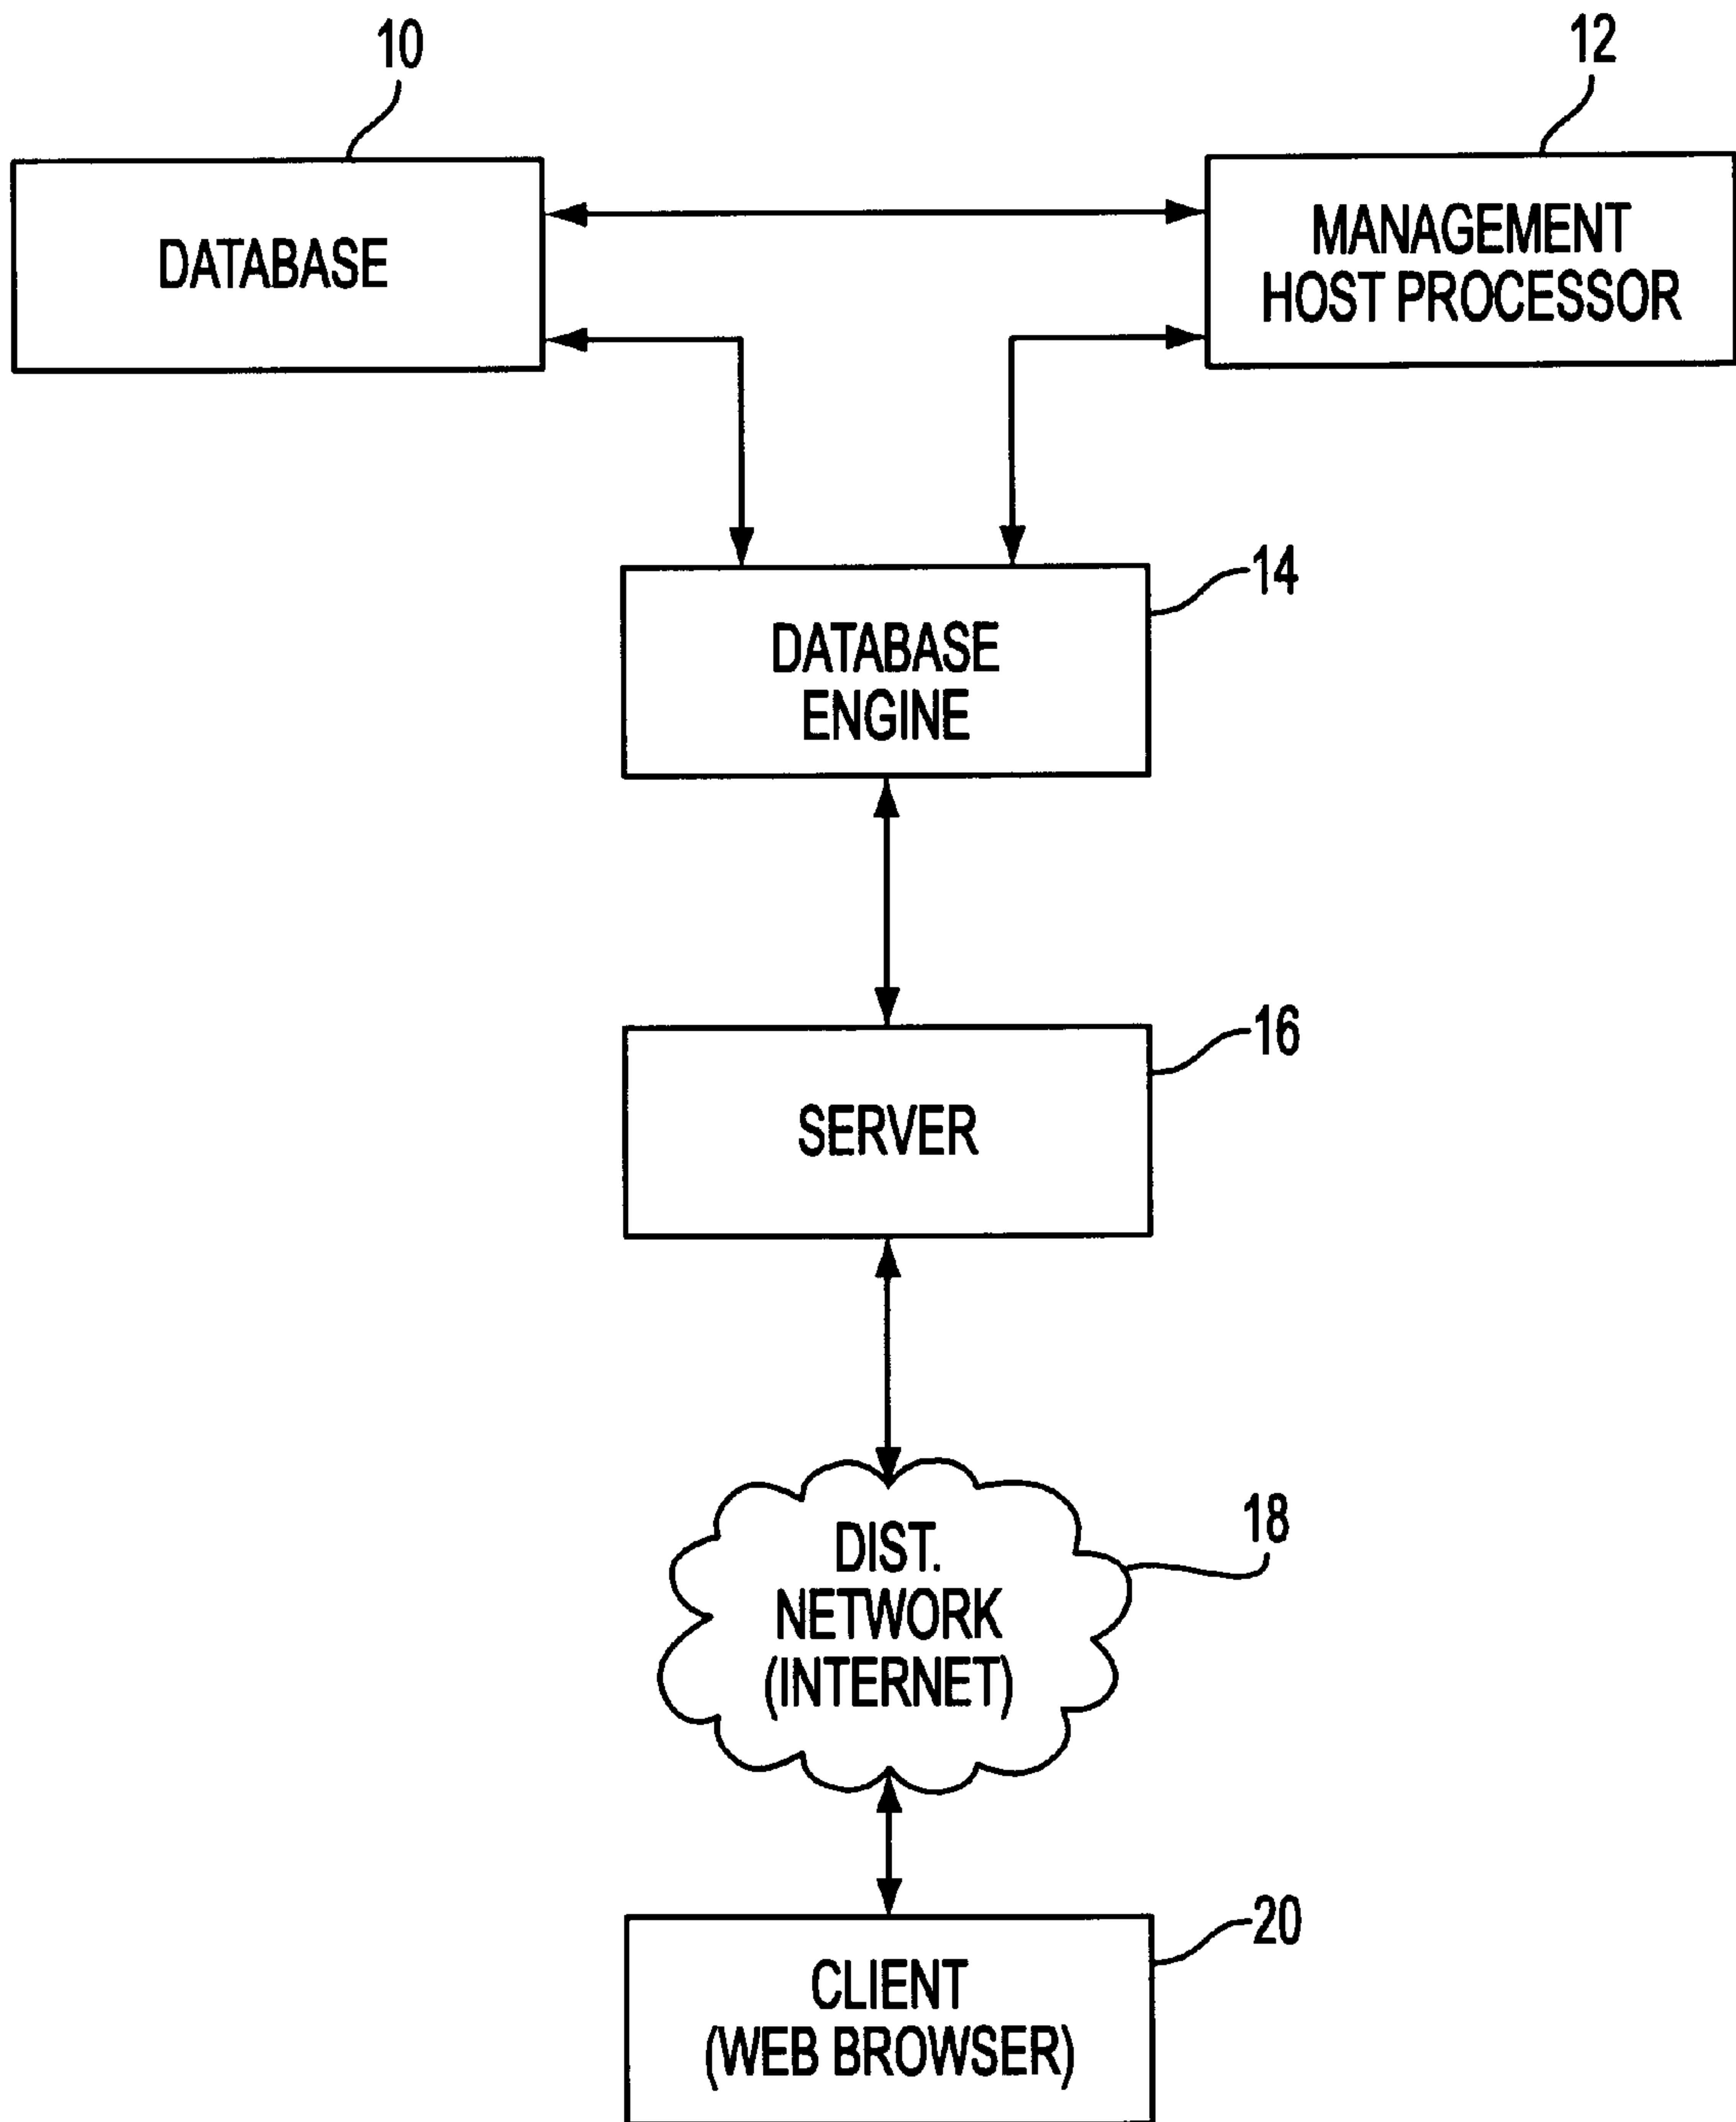 10
12
DATABASE
MANAGEMENT
HOST PROCESSOR
14
DATABASE
ENGINE
16
SERVER
18
DIST.
NETWORK
(INTERNET)
20
CLIENT
(WEB BROWSER)